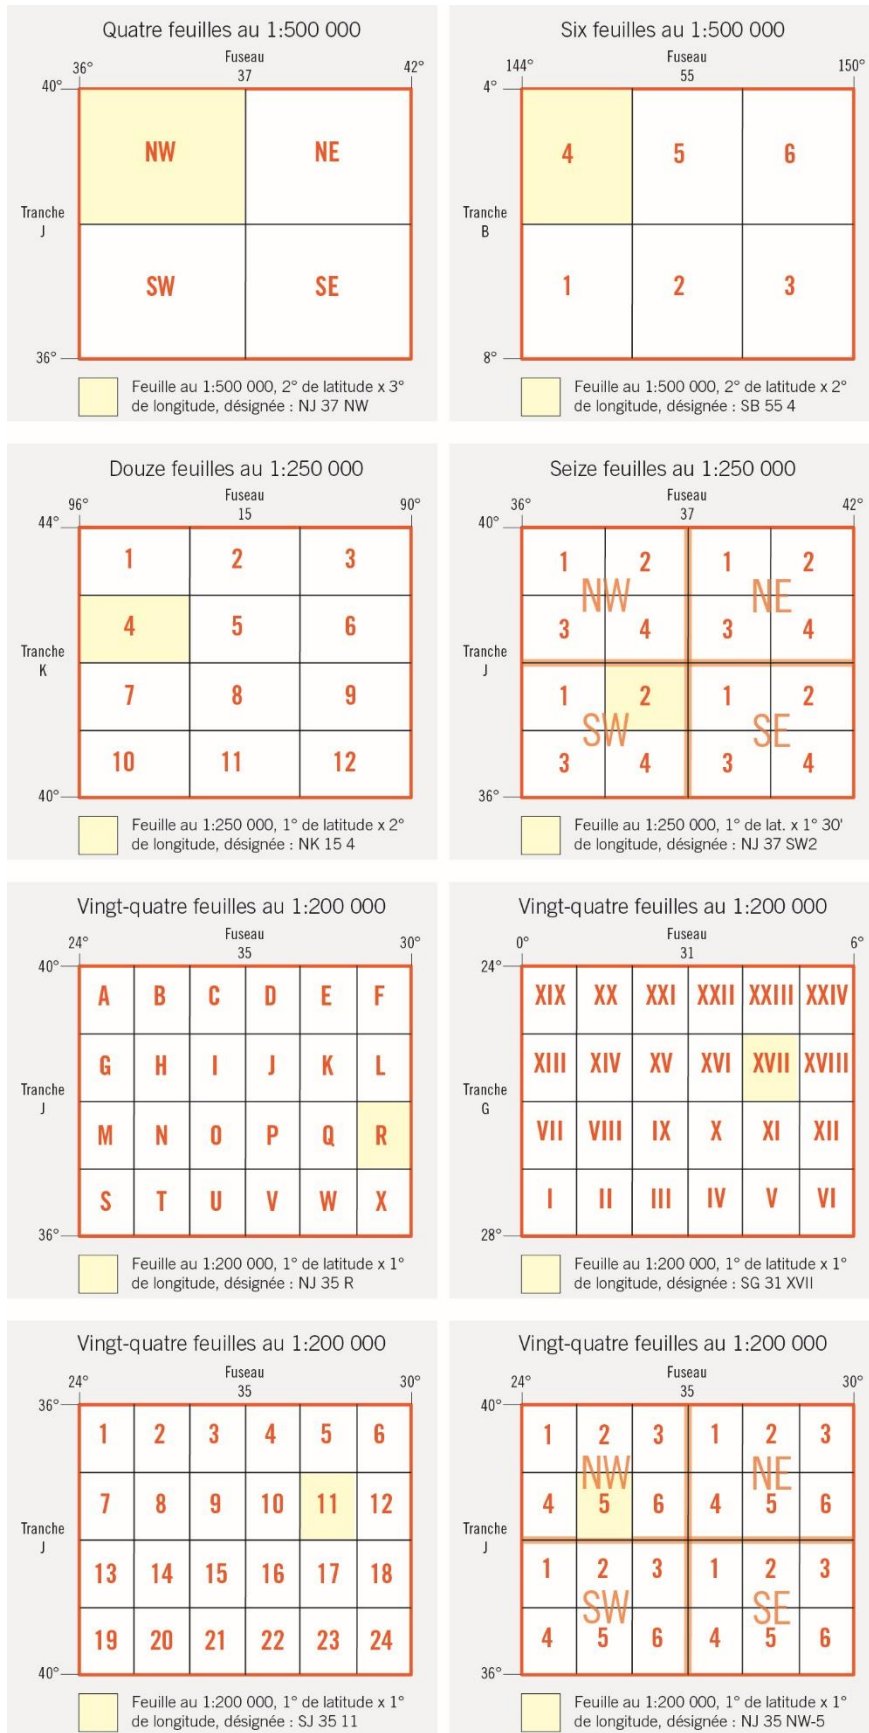 Quatre feuilles au 1:500 000
Fuseau
36° 37 42°
40°
NW NE
Tranche
J
SW SE
36°
Feuille au 1:500 000, 2° de latitude x 3°
de longitude, désignée : NJ 37 NW
Six feuilles au 1:500 000
Fuseau
144° 55 150°
4°
4 5 6
Tranche
B
1 2 3
8°
Feuille au 1:500 000, 2° de latitude x 2°
de longitude, désignée : SB 55 4
Douze feuilles au 1:250 000
Fuseau
96° 15 90°
44°
1 2 3
4 5 6
Tranche
K
7 8 9
10 11 12
40°
Feuille au 1:250 000, 1° de latitude x 2°
de longitude, désignée : NK 15 4
Seize feuilles au 1:250 000
Fuseau
36° 37 42°
40°
1 2 1 2
NW NE
3 4 3 4
Tranche
J
1 2 1 2
SW SE
3 4 3 4
36°
Feuille au 1:250 000, 1° de lat. x 1° 30'
de longitude, désignée : NJ 37 SW2
Vingt-quatre feuilles au 1:200 000
Fuseau
24° 35 30°
40°
A B C D E F
G H I J K L
Tranche
J
M N O P Q R
S T U V W X
36°
Feuille au 1:200 000, 1° de latitude x 1°
de longitude, désignée : NJ 35 R
Vingt-quatre feuilles au 1:200 000
Fuseau
0° 31 6°
24°
XIX XX XXI XXII XXIII XXIV
XIII XIV XV XVI XVII XVIII
Tranche
G
VII VIII IX X XI XII
I II III IV V VI
28°
Feuille au 1:200 000, 1° de latitude x 1°
de longitude, désignée : SG 31 XVII
Vingt-quatre feuilles au 1:200 000
Fuseau
24° 35 30°
36°
1 2 3 4 5 6
7 8 9 10 11 12
Tranche
J
13 14 15 16 17 18
19 20 21 22 23 24
40°
Feuille au 1:200 000, 1° de latitude x 1°
de longitude, désignée : SJ 35 11
Vingt-quatre feuilles au 1:200 000
Fuseau
24° 35 30°
40°
1 2 3 1 2 3
NW NE
4 5 6 4 5 6
Tranche
J
1 2 3 1 2 3
SW SE
4 5 6 4 5 6
36°
Feuille au 1:200 000, 1° de latitude x 1°
de longitude, désignée : NJ 35 NW-5